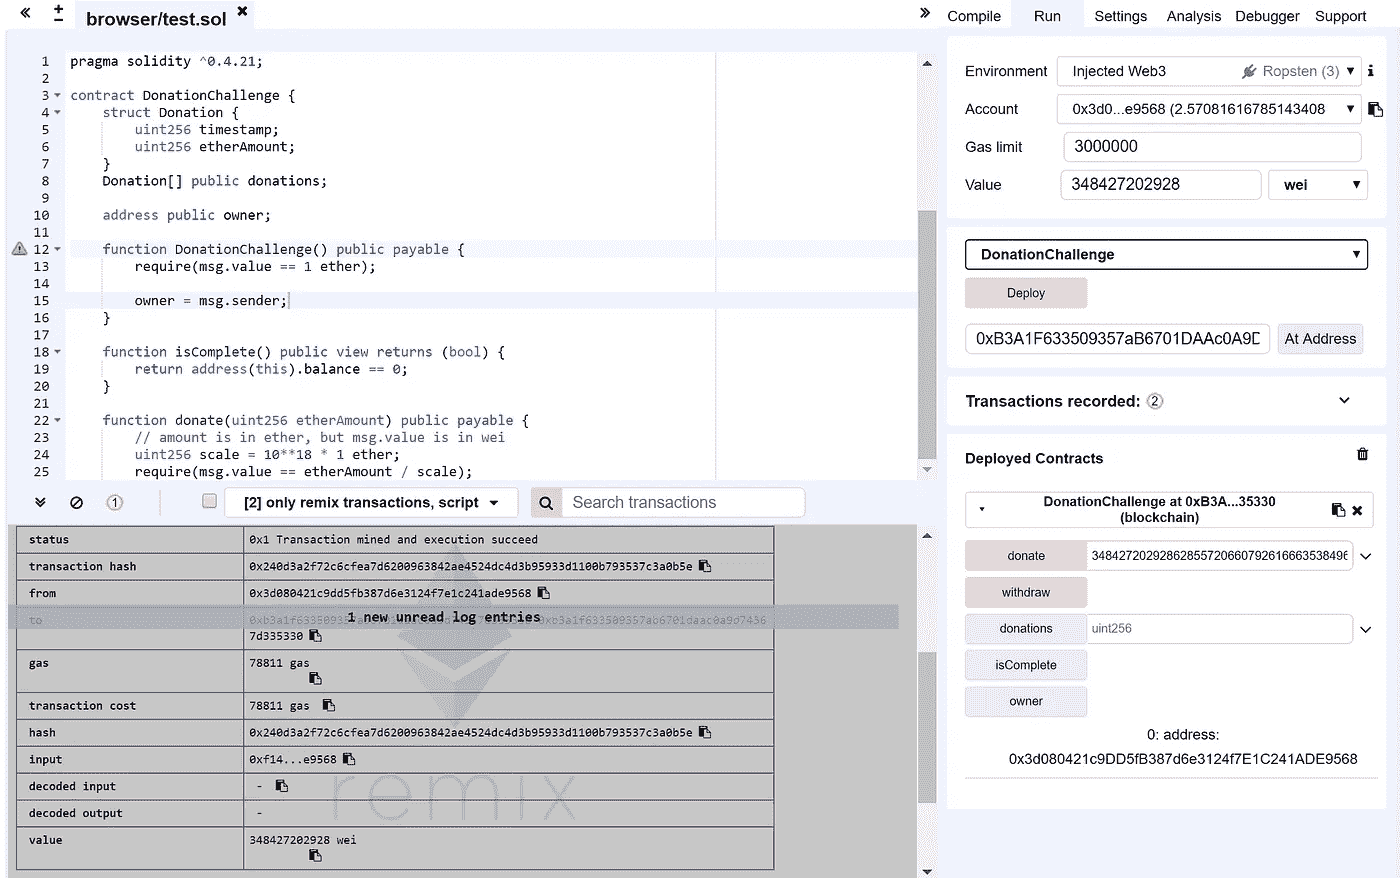 browser/test.sol
Compile Run Settings Analysis Debugger Support
1 pragma solidity ^0.4.21;
2
3 contract DonationChallenge {
4 struct Donation {
5 uint256 timestamp;
6 uint256 etherAmount;
7 }
8 Donation[] public donations;
9
10 address public owner;
11
12 function DonationChallenge() public payable {
13 require(msg.value == 1 ether);
14
15 owner = msg.sender;
16 }
17
18 function isComplete() public view returns (bool) {
19 return address(this).balance == 0;
20 }
21
22 function donate(uint256 etherAmount) public payable {
23 // amount is in ether, but msg.value is in wei
24 uint256 scale = 10**18 * 1 ether;
25 require(msg.value == etherAmount / scale);
1 [2] only remix transactions, script Search transactions
status 0x1 Transaction mined and execution succeed
transaction hash 0x240d3a2f72c6cfea7d6200963842ae4524dc4d3b95933d1100b793537c3a0b5e
from 0x3d080421c9dd5fb387d6e3124f7e1c241ade9568
1 new unread log entries
to
7d335330
gas 78811 gas
transaction cost 78811 gas
hash 0x240d3a2f72c6cfea7d6200963842ae4524dc4d3b95933d1100b793537c3a0b5e
input 0xf14...e9568
decoded input -
decoded output -
value 348427202928 wei
remix
Environment Injected Web3 Ropsten (3)
Account 0x3d0...e9568 (2.57081616785143408
Gas limit 3000000
Value 348427202928 wei
DonationChallenge
Deploy
0xB3A1F633509357aB6701DAAc0A9D At Address
Transactions recorded: 2
Deployed Contracts
DonationChallenge at 0xB3A...35330
(blockchain)
donate 34842720292862855720660792616663538496
withdraw
donations uint256
isComplete
owner
0: address:
0x3d080421c9DD5fB387d6e3124f7E1C241ADE9568